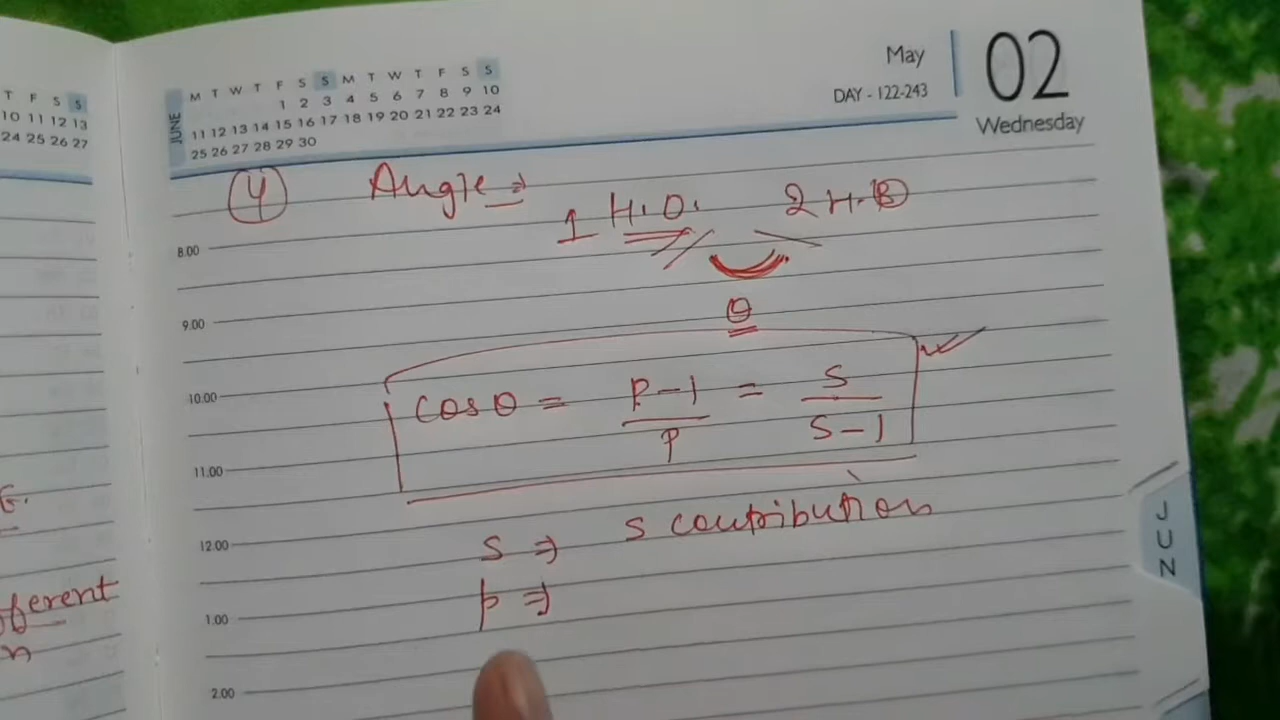 May
02
DAY - 122-243
Wednesday
JUNE
M T W T F S S M T W T F S S
1 2 3 4 5 6 7 8 9 10
11 12 13 14 15 16 17 18 19 20 21 22 23 24
25 26 27 28 29 30
T F S S
10 11 12 13
24 25 26 27
4 Angle ⇒
1 H.O. 2 H.O
θ
8.00
9.00
10.00
cosθ = P-1/P = S/S-1
11.00
S ⇒ S contribution
12.00
p ⇒
1.00
2.00
JUN